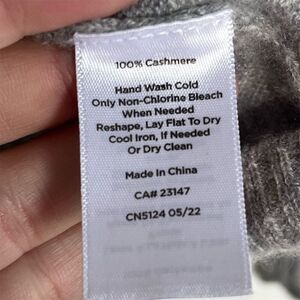 100% Cashmere
Hand Wash Cold
Only Non-Chlorine Bleach
When Needed
Reshape, Lay Flat To Dry
Cool Iron, If Needed
Or Dry Clean
Made In China
CA# 23147
CN5124 05/22